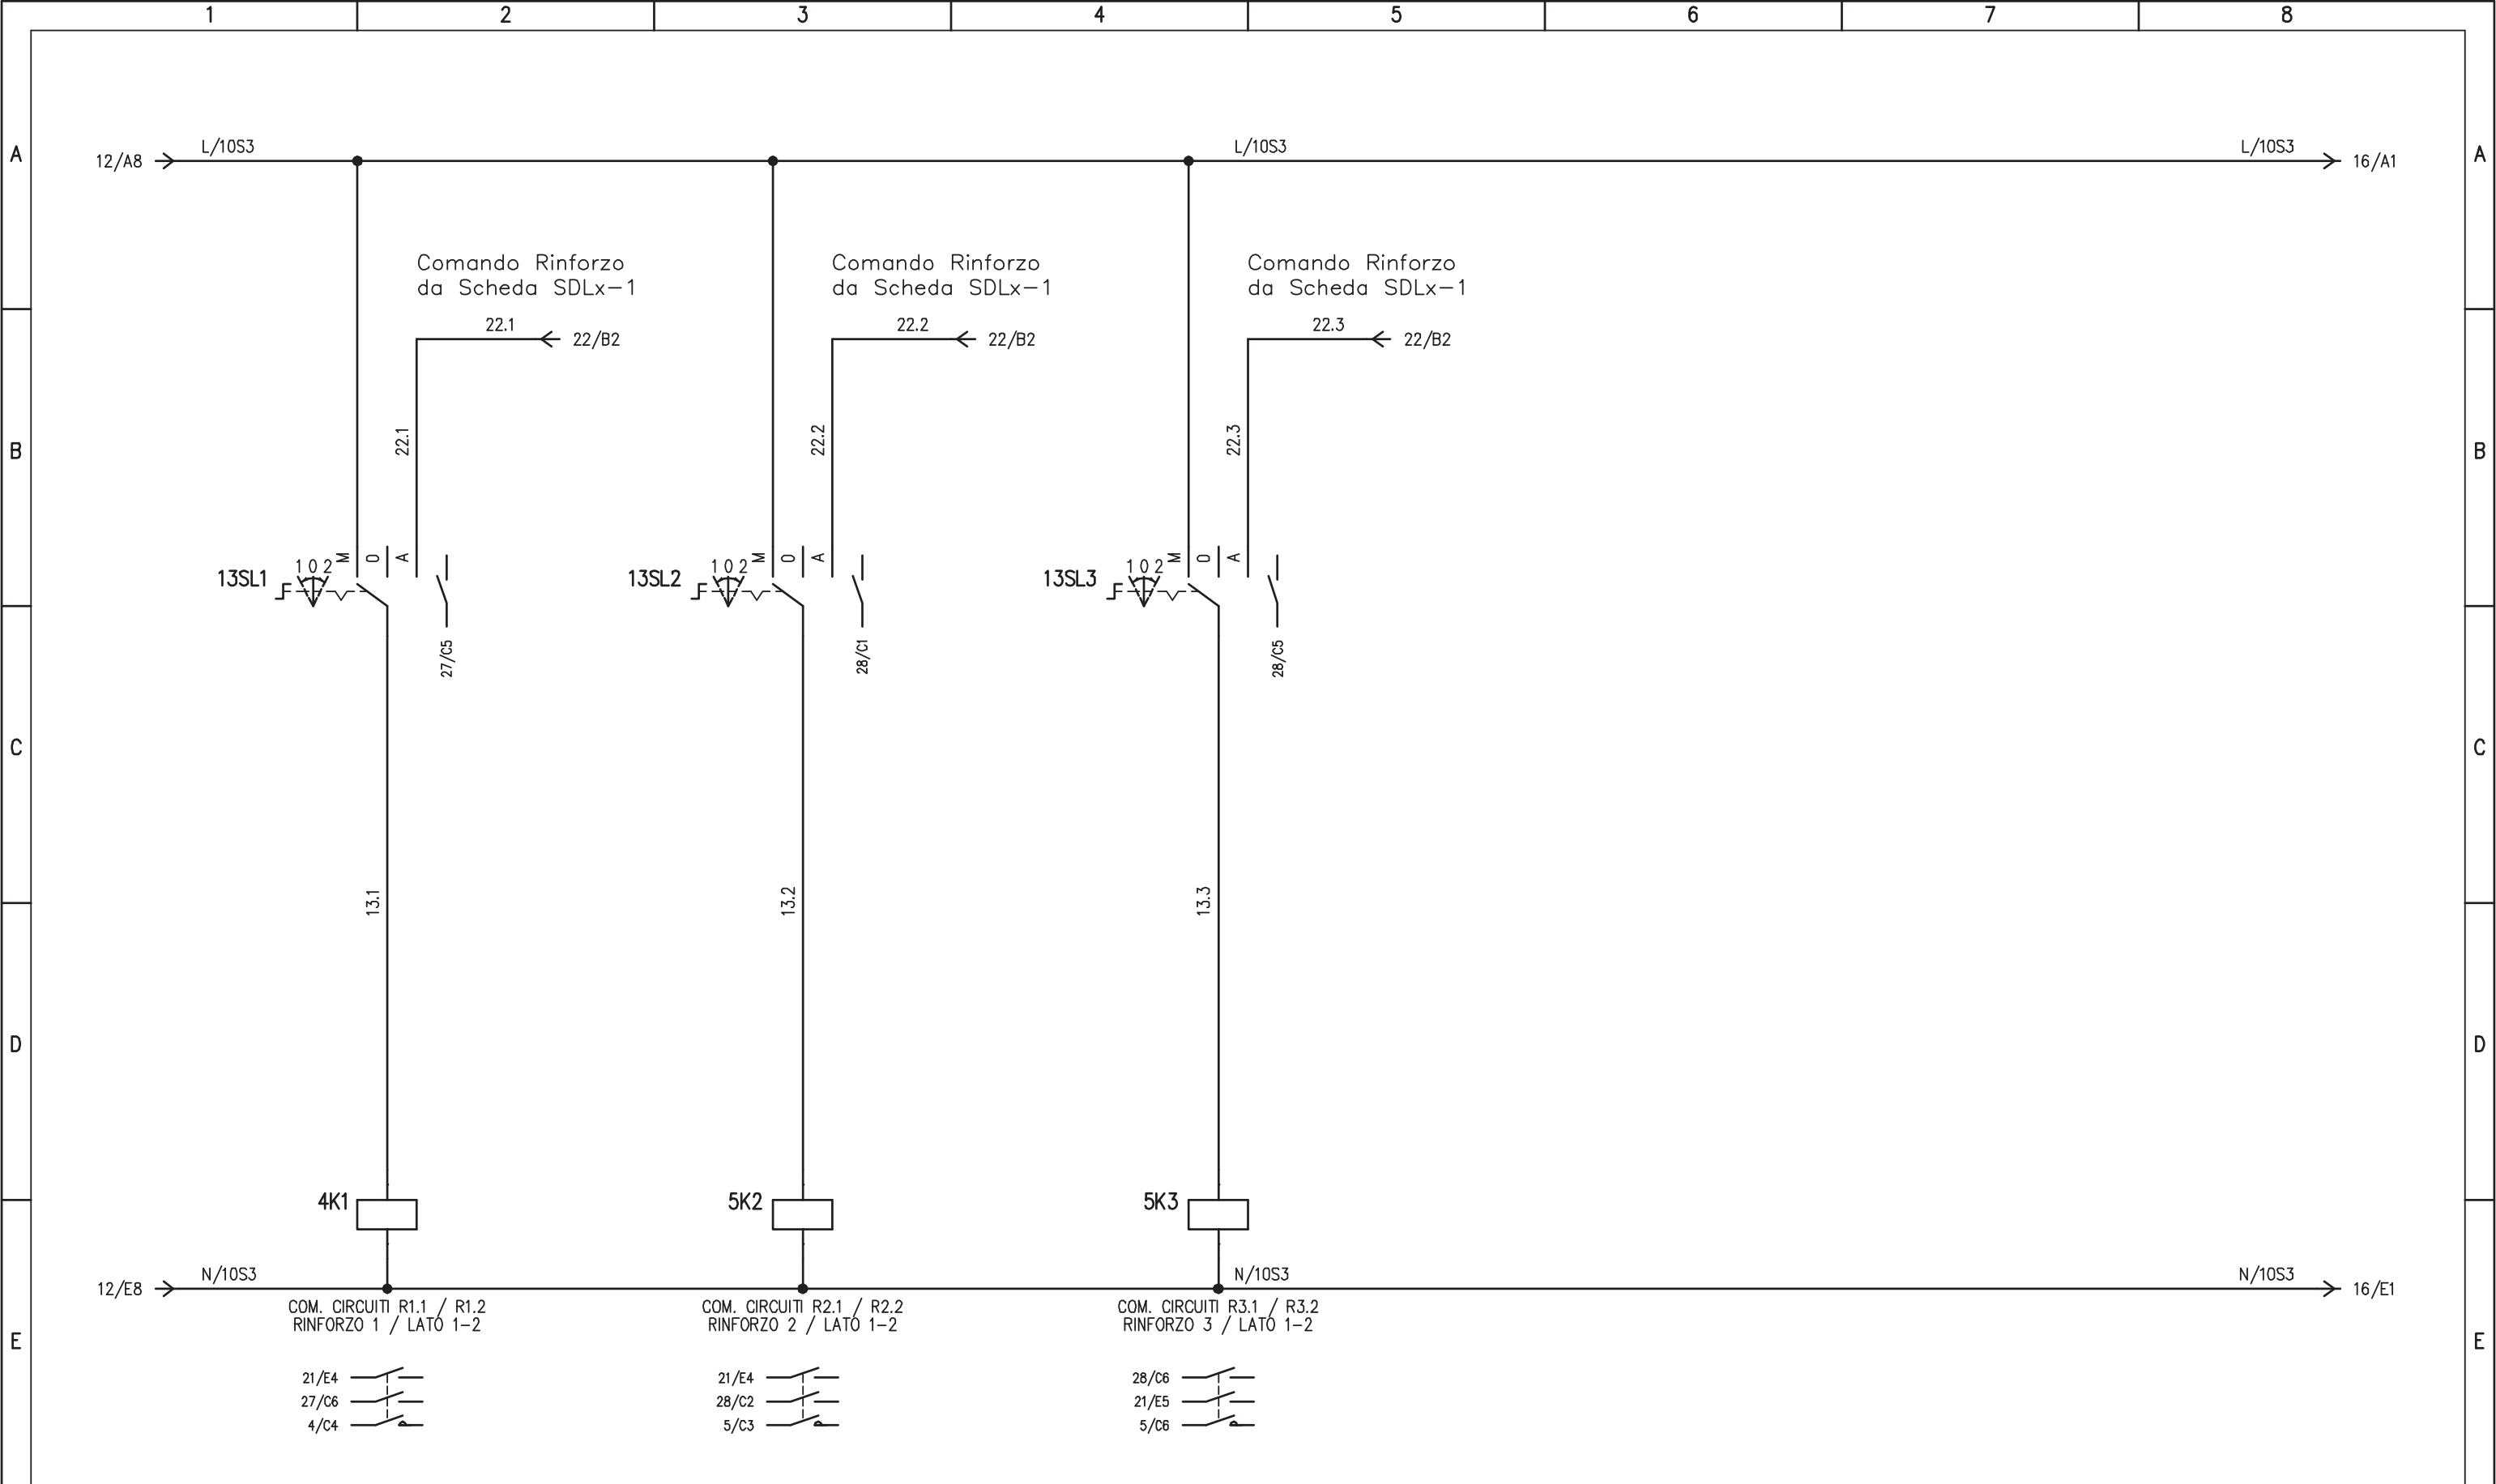 1 2 3 4 5 6 7 8
A A
12/A8 L/10S3 L/10S3 L/10S3 16/A1
Comando Rinforzo
da Scheda SDLx-1
Comando Rinforzo
da Scheda SDLx-1
Comando Rinforzo
da Scheda SDLx-1
22.1 22/B2
22.2 22/B2
22.3 22/B2
B B
22.1
22.2
22.3
13SL1 1 0 2 M 0 A
13SL2 1 0 2 M 0 A
13SL3 1 0 2 M 0 A
27/C5
28/C1
28/C5
C C
13.1
13.2
13.3
D D
4K1
5K2
5K3
12/E8 N/10S3 N/10S3 N/10S3 16/E1
COM. CIRCUITI R1.1 / R1.2
RINFORZO 1 / LATO 1-2
COM. CIRCUITI R2.1 / R2.2
RINFORZO 2 / LATO 1-2
COM. CIRCUITI R3.1 / R3.2
RINFORZO 3 / LATO 1-2
E E
21/E4
27/C6
4/C4
21/E4
28/C2
5/C3
28/C6
21/E5
5/C6